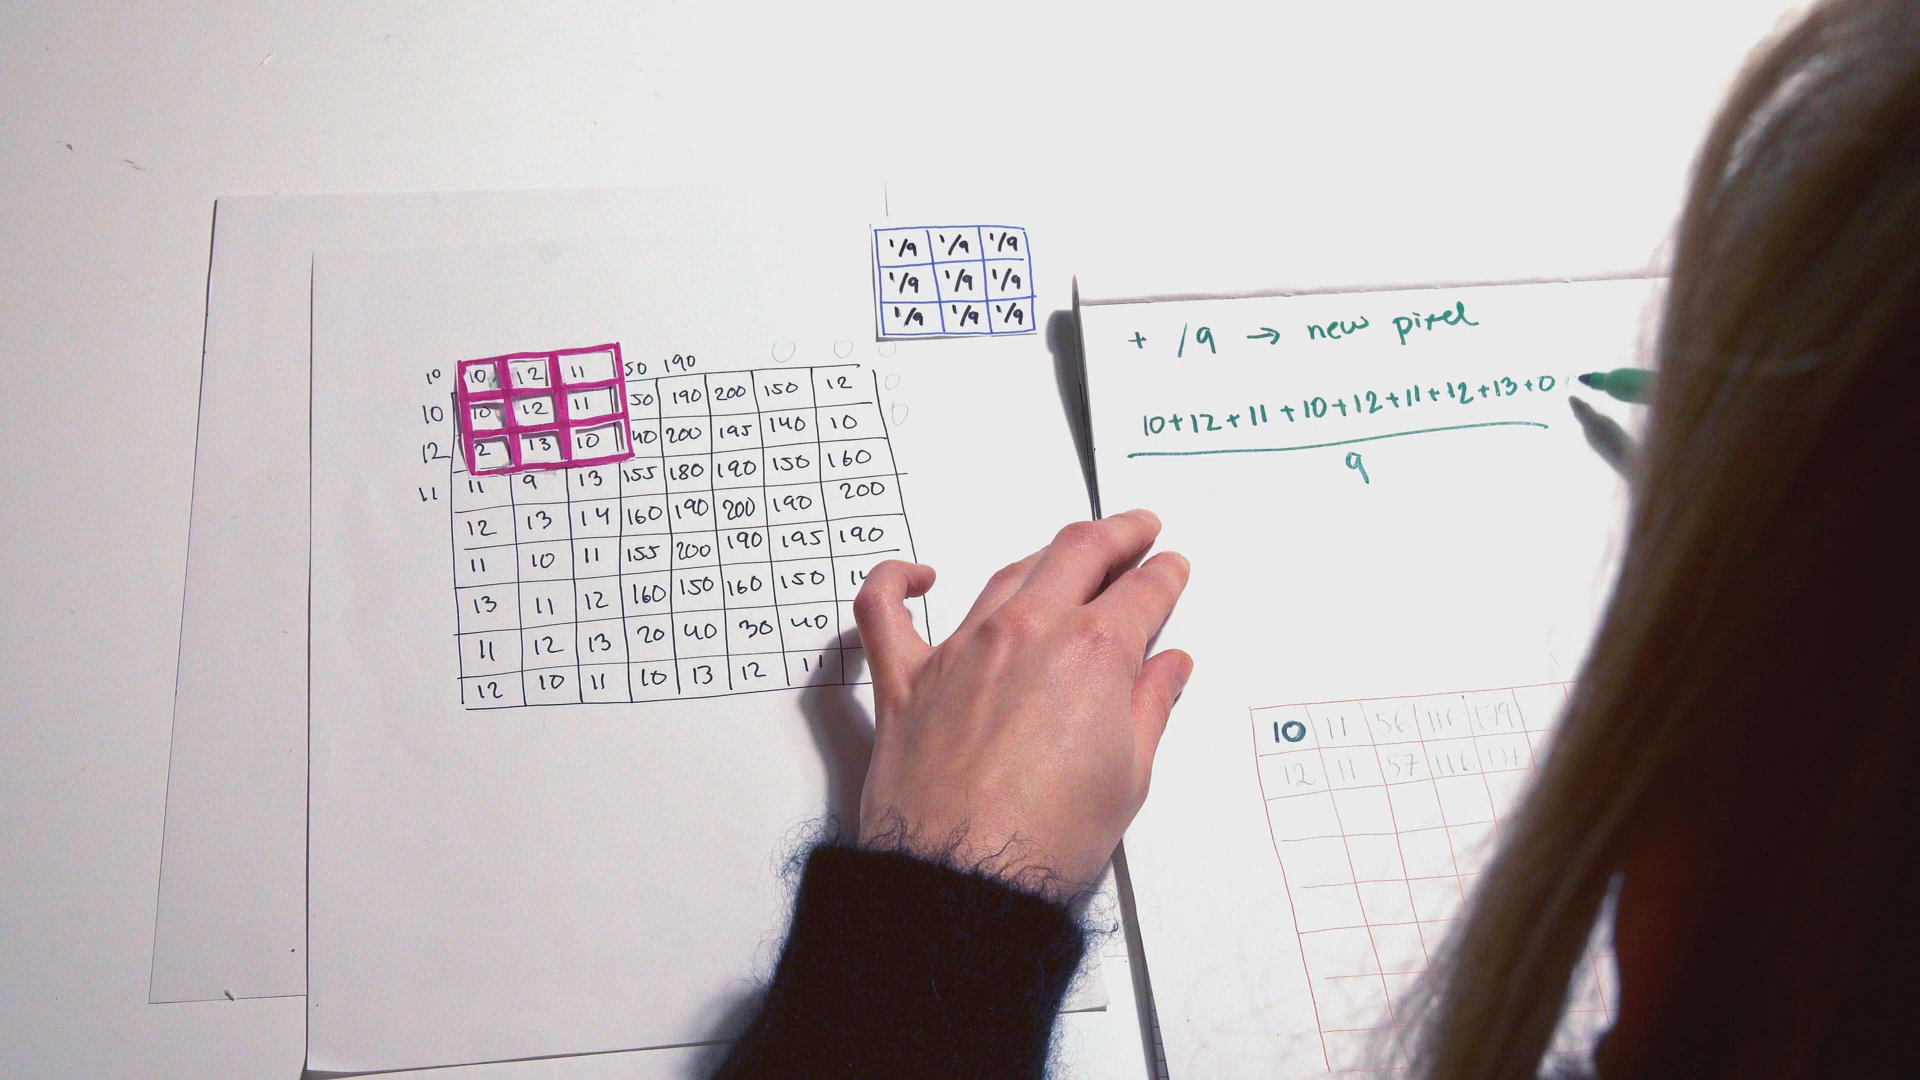 1/9 1/9 1/9
1/9 1/9 1/9
1/9 1/9 1/9
10 10 12 11 50 190
10 10 12 11 50 190 200 150 12
12 2 13 10 40 200 195 140 10
11 11 9 13 155 180 190 150 160
12 13 14 160 190 200 190 200
11 10 11 155 200 190 195 190
13 11 12 160 150 160 150
11 12 13 20 40 30 40
12 10 11 10 13 12 11
+ /9 → new pixel
10+12+11+10+12+11+12+13+0
9
10 11 56 116 179
12 11 57 116